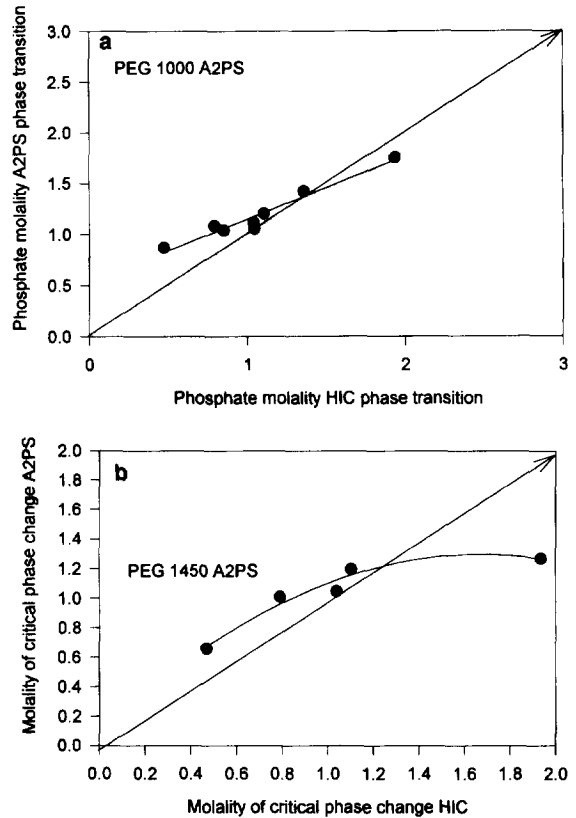 a
PEG 1000 A2PS
Phosphate molality A2PS phase transition
3.0
2.5
2.0
1.5
1.0
0.5
0.0
0 1 2 3
Phosphate molality HIC phase transition
b
PEG 1450 A2PS
Molality of critical phase change A2PS
2.0
1.8
1.6
1.4
1.2
1.0
0.8
0.6
0.4
0.2
0.0
0.0 0.4 0.6 0.8 1.0 1.2 1.4 1.6 1.8 2.0
Molality of critical phase change HIC